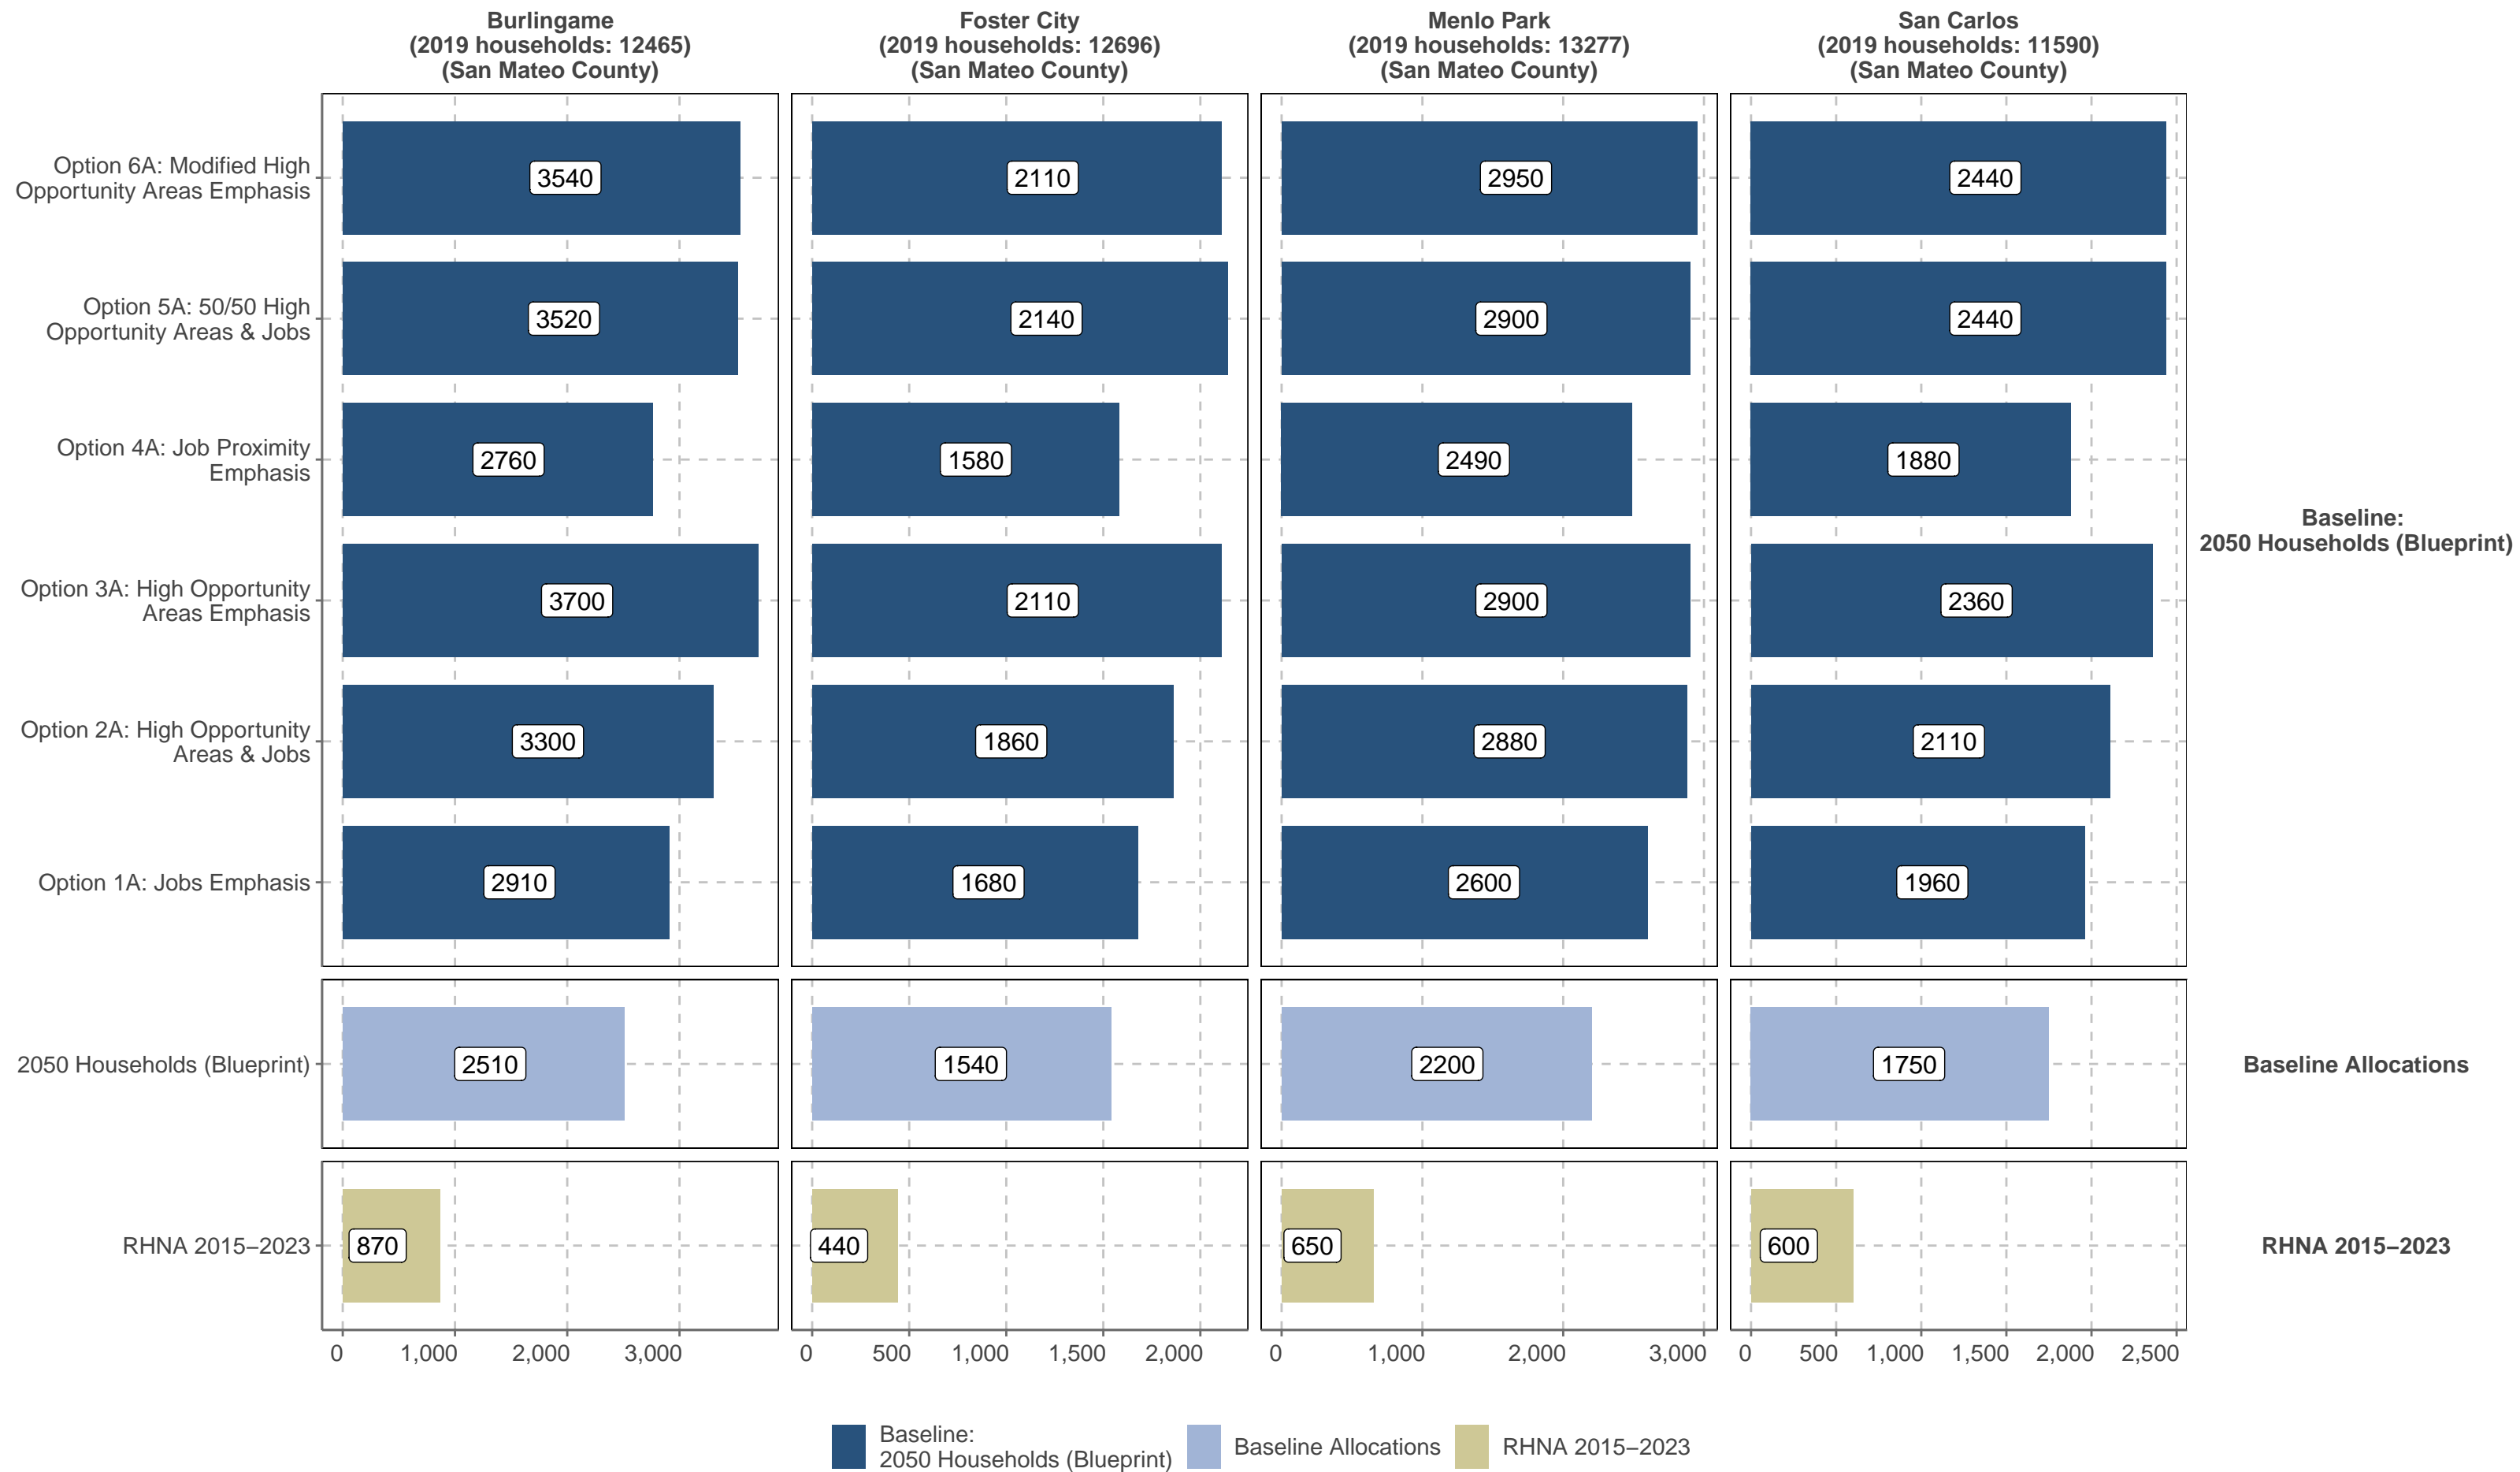 Burlingame
(2019 households: 12465)
(San Mateo County)
Foster City
(2019 households: 12696)
(San Mateo County)
Menlo Park
(2019 households: 13277)
(San Mateo County)
San Carlos
(2019 households: 11590)
(San Mateo County)
Option 6A: Modified High
Opportunity Areas Emphasis
3540
2110
2950
2440
Option 5A: 50/50 High
Opportunity Areas & Jobs
3520
2140
2900
2440
Option 4A: Job Proximity
Emphasis
2760
1580
2490
1880
Baseline:
2050 Households (Blueprint)
Option 3A: High Opportunity
Areas Emphasis
3700
2110
2900
2360
Option 2A: High Opportunity
Areas & Jobs
3300
1860
2880
2110
Option 1A: Jobs Emphasis
2910
1680
2600
1960
2050 Households (Blueprint)
2510
1540
2200
1750
Baseline Allocations
RHNA 2015–2023
870
440
650
600
RHNA 2015–2023
0 1,000 2,000 3,000
0 500 1,000 1,500 2,000
0 1,000 2,000 3,000
0 500 1,000 1,500 2,000 2,500
Baseline:
2050 Households (Blueprint)
Baseline Allocations
RHNA 2015–2023